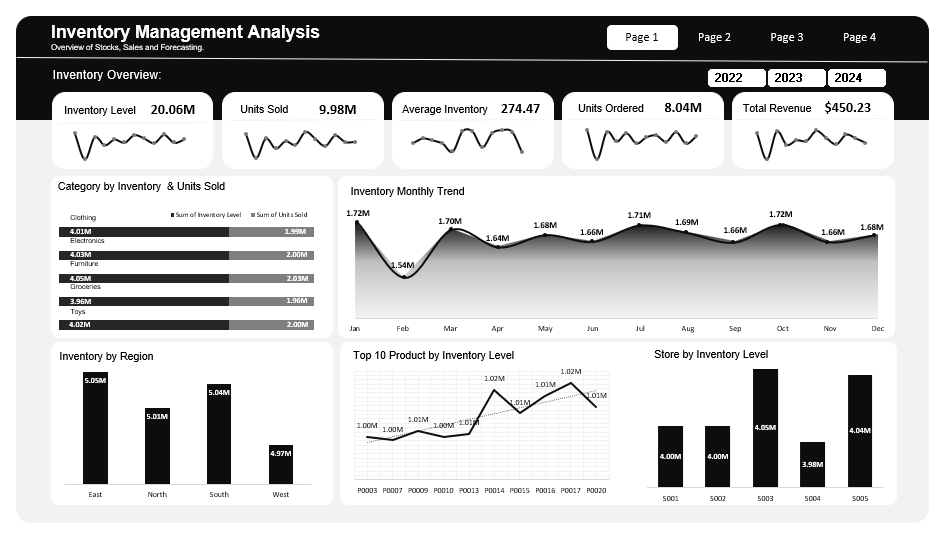 Inventory Management Analysis
Overview of Stocks, Sales and Forecasting.
Page 1 Page 2 Page 3 Page 4
Inventory Overview:
2022 2023 2024
Inventory Level 20.06M
Units Sold 9.98M
Average Inventory 274.47
Units Ordered 8.04M
Total Revenue $450.23
Category by Inventory & Units Sold
Sum of Inventory Level Sum of Units Sold
Clothing
4.01M 1.99M
Electronics
4.03M 2.00M
Furniture
4.05M 2.03M
Groceries
3.96M 1.96M
Toys
4.02M 2.00M
Inventory Monthly Trend
1.72M 1.54M 1.70M 1.64M 1.68M 1.66M 1.71M 1.69M 1.66M 1.72M 1.66M 1.68M
Jan Feb Mar Apr May Jun Jul Aug Sep Oct Nov Dec
Inventory by Region
5.05M 5.01M 5.04M 4.97M
East North South West
Top 10 Product by Inventory Level
1.00M 1.00M 1.01M 1.00M 1.01M 1.02M 1.01M 1.01M 1.02M 1.01M
P0003 P0007 P0009 P0010 P0013 P0014 P0015 P0016 P0017 P0020
Store by Inventory Level
4.00M 4.00M 4.05M 3.98M 4.04M
S001 S002 S003 S004 S005